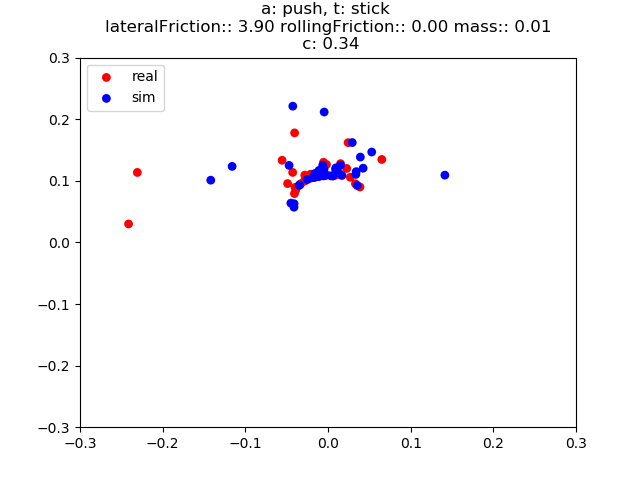 a: push, t: stick
lateralFriction:: 3.90 rollingFriction:: 0.00 mass:: 0.01
c: 0.34
real
sim
0.3
0.2
0.1
0.0
−0.1
−0.2
−0.3
−0.3 −0.2 −0.1 0.0 0.1 0.2 0.3